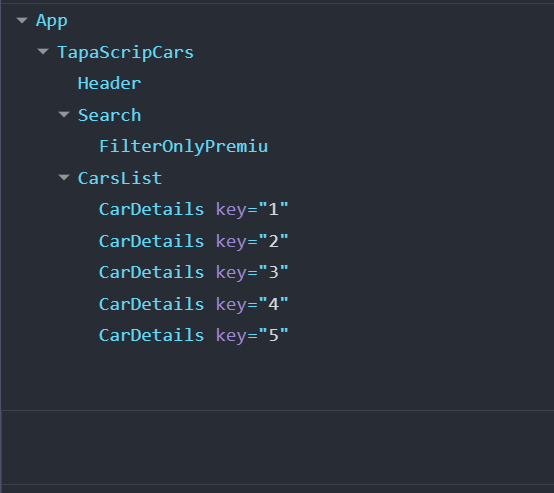 App
TapaScripCars
Header
Search
FilterOnlyPremiu
CarsList
CarDetails key="1"
CarDetails key="2"
CarDetails key="3"
CarDetails key="4"
CarDetails key="5"